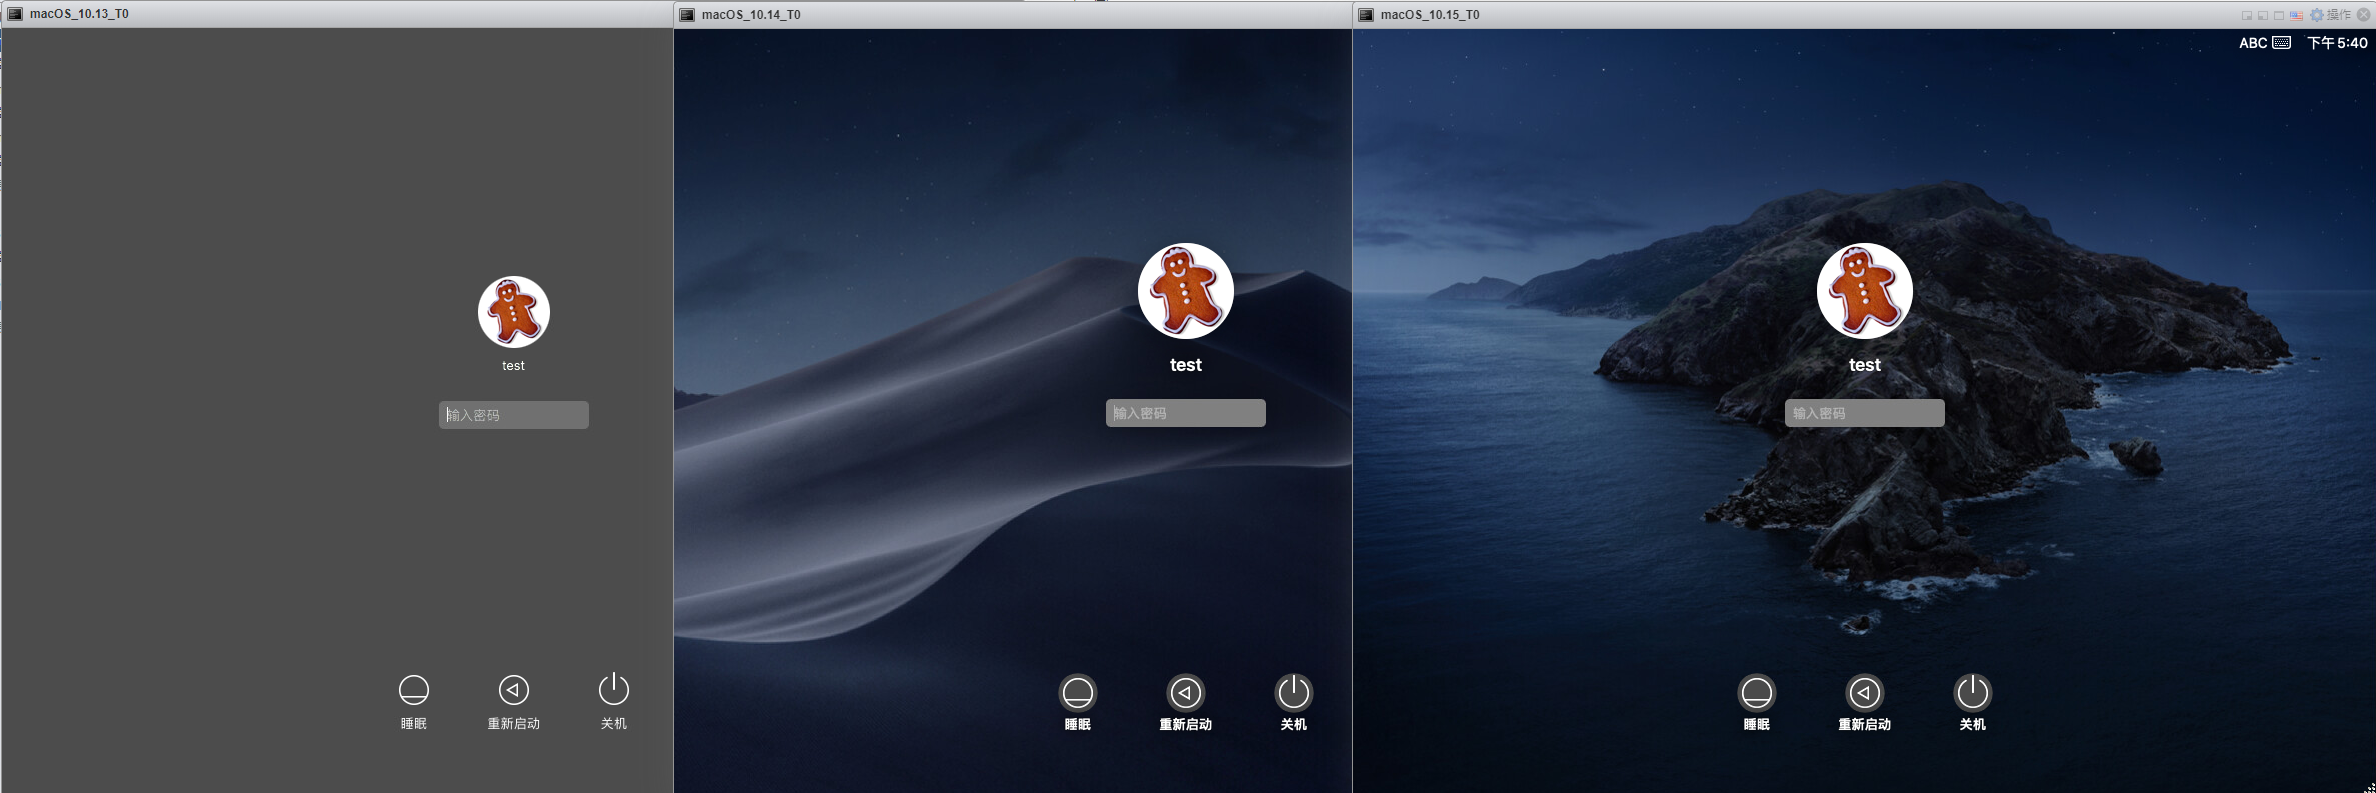 macOS_10.13_T0
test
输入密码
睡眠
重新启动
关机
macOS_10.14_T0
test
输入密码
睡眠
重新启动
关机
macOS_10.15_T0
操作
ABC
下午 5:40
test
输入密码
睡眠
重新启动
关机